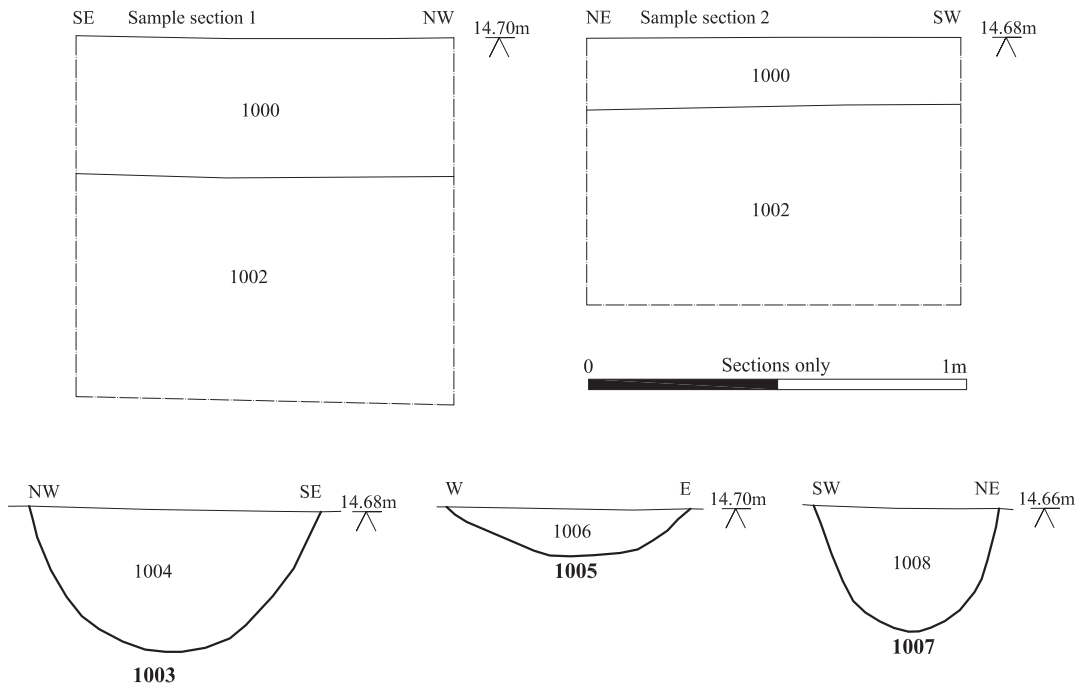 SE Sample section 1 NW 14.70m
1000
1002
NE Sample section 2 SW 14.68m
1000
1002
0 Sections only 1m
NW SE 14.68m
1004
1003
W E 14.70m
1006
1005
SW NE 14.66m
1008
1007